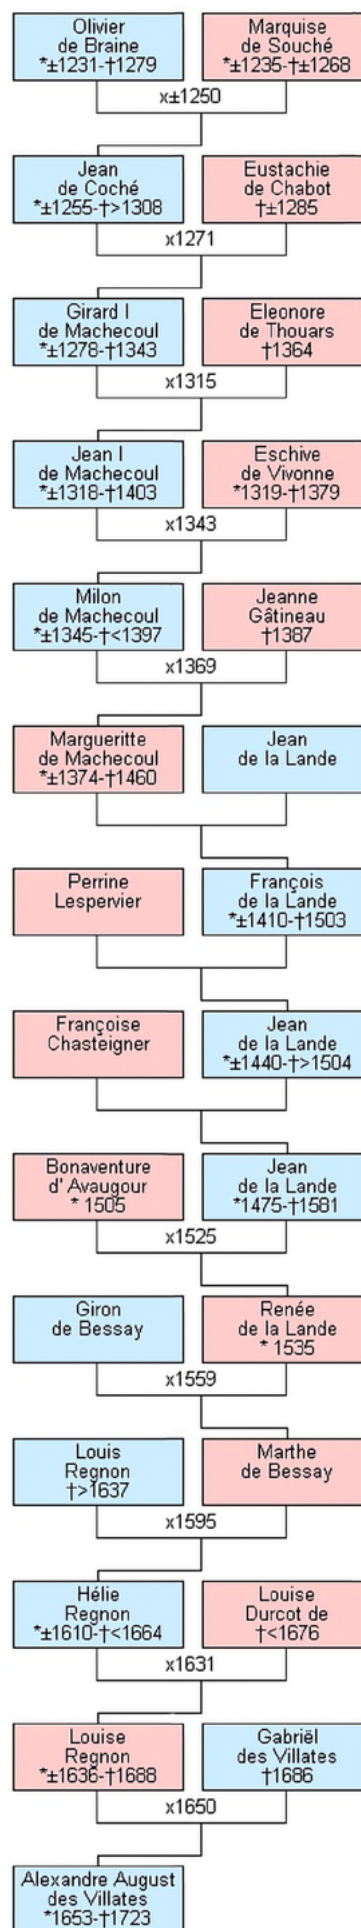 Olivier
de Braine
*±1231-†1279
Marquise
de Souché
*±1235-†±1268
x±1250
Jean
de Coché
*±1255-†>1308
Eustachie
de Chabot
†±1285
x1271
Girard I
de Machecoul
*±1278-†1343
Eleonore
de Thouars
†1364
x1315
Jean I
de Machecoul
*±1318-†1403
Eschive
de Vivonne
*1319-†1379
x1343
Milon
de Machecoul
*±1345-†<1397
Jeanne
Gâtineau
†1387
x1369
Margueritte
de Machecoul
*±1374-†1460
Jean
de la Lande
Perrine
Lespervier
François
de la Lande
*±1410-†1503
Françoise
Chasteigner
Jean
de la Lande
*±1440-†>1504
Bonaventure
d' Avaugour
* 1505
Jean
de la Lande
*1475-†1581
x1525
Giron
de Bessay
Renée
de la Lande
* 1535
x1559
Louis
Regnon
†>1637
Marthe
de Bessay
x1595
Hélie
Regnon
*±1610-†<1664
Louise
Durcot de
†<1676
x1631
Louise
Regnon
*±1636-†1688
Gabriël
des Villates
†1686
x1650
Alexandre August
des Villates
*1653-†1723